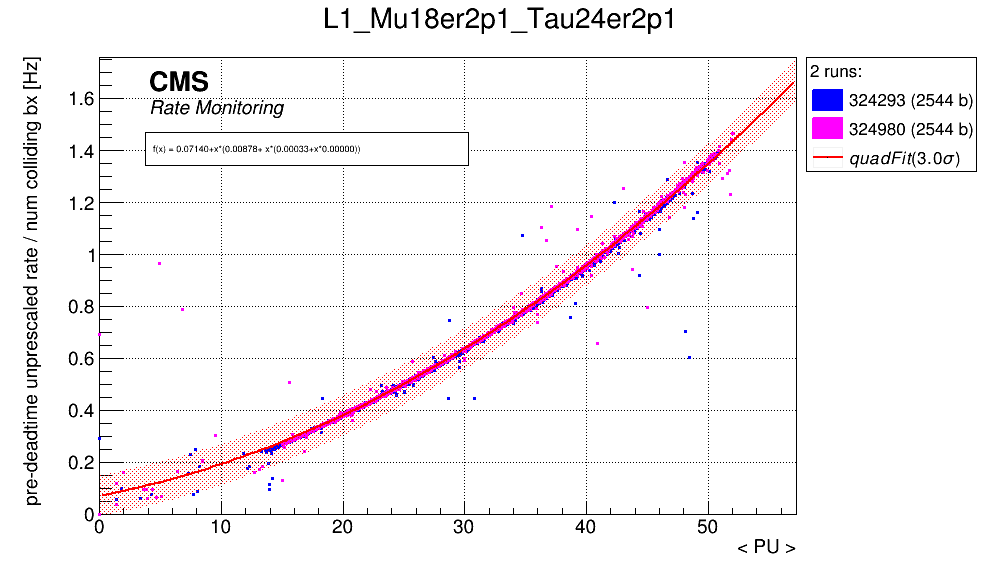 L1_Mu18er2p1_Tau24er2p1
pre-deadtime unprescaled rate / num colliding bx [Hz]
CMS
Rate Monitoring
f(x) = 0.07140+x*(0.00878+ x*(0.00033+x*0.00000))
2 runs:
324293 (2544 b)
324980 (2544 b)
quadFit(3.0σ)
1.6
1.4
1.2
1
0.8
0.6
0.4
0.2
0
0 10 20 30 40 50
< PU >